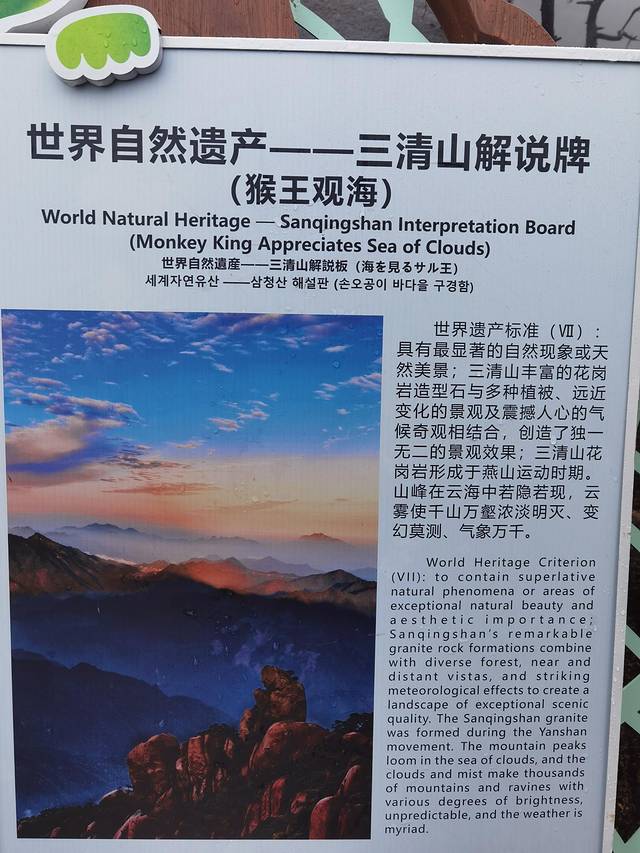 世界自然遗产——三清山解说牌
（猴王观海）
World Natural Heritage — Sanqingshan Interpretation Board
(Monkey King Appreciates Sea of Clouds)
世界自然遺産——三清山解説板（海を見るサル王）
세계자연유산 ——삼청산 해설판 (손오공이 바다을 구경함)
世界遗产标准（Ⅶ）：
具有最显著的自然现象或天
然美景；三清山丰富的花岗
岩造型石与多种植被、远近
变化的景观及震撼人心的气
候奇观相结合，创造了独一
无二的景观效果；三清山花
岗岩形成于燕山运动时期。
山峰在云海中若隐若现，云
雾使千山万壑浓淡明灭、变
幻莫测、气象万千。
World Heritage Criterion
(VII): to contain superlative
natural phenomena or areas of
exceptional natural beauty and
aesthetic importance;
Sanqingshan's remarkable
granite rock formations combine
with diverse forest, near and
distant vistas, and striking
meteorological effects to create a
landscape of exceptional scenic
quality. The Sanqingshan granite
was formed during the Yanshan
movement. The mountain peaks
loom in the sea of clouds, and the
clouds and mist make thousands
of mountains and ravines with
various degrees of brightness,
unpredictable, and the weather is
myriad.